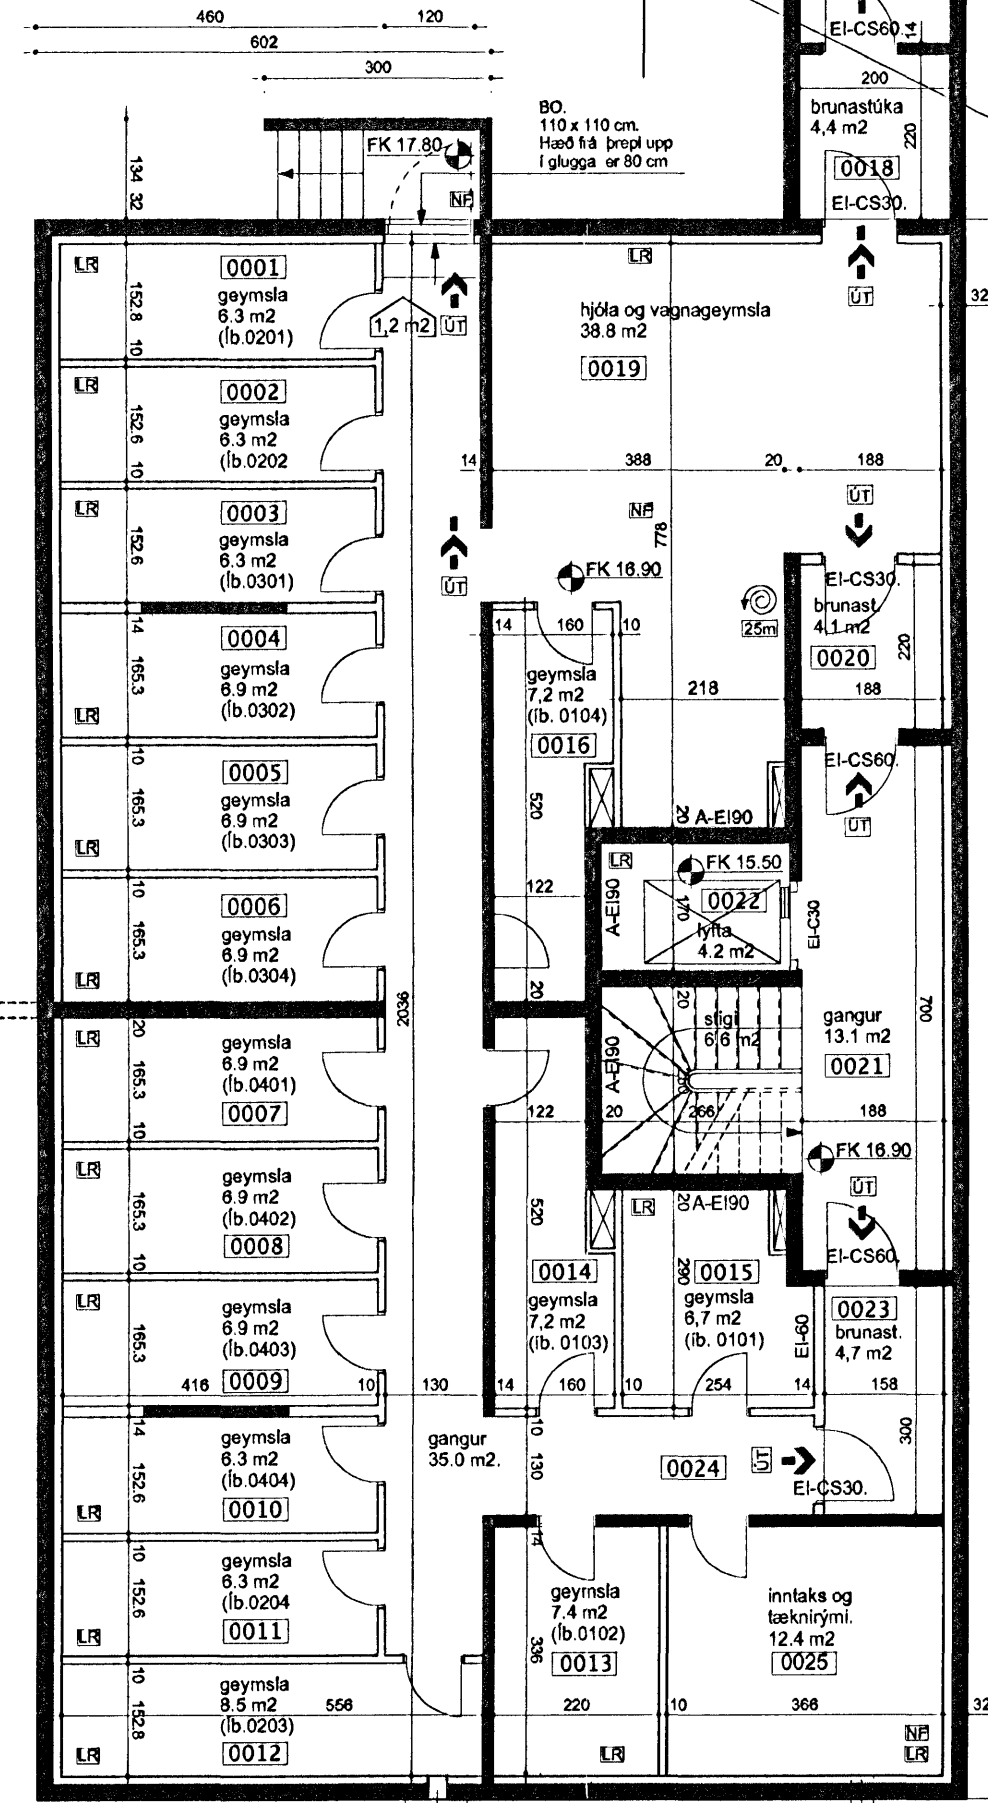 460
120
602
300
BO.
110 x 110 cm.
Hæð frá þrepi upp
í glugga er 80 cm
FK 17.80
NF
134
32
EI-CS60.
14
200
brunastúka
4,4 m2
220
0018
EI-CS30.
ÚT
32
LR
0001
geymsla
6.3 m2
(íb.0201)
152.8
10
1,2 m2
ÚT
LR
hjóla og vagnageymsla
38.8 m2
0019
LR
0002
geymsla
6.3 m2
(íb.0202
152.6
10
14
388
20
188
LR
0003
geymsla
6.3 m2
(íb.0301)
152.6
ÚT
NF
778
FK 16.90
25m
ÚT
EI-CS30.
brunast.
4.1 m2
0020
220
188
14
0004
geymsla
6.9 m2
(íb.0302)
165.3
LR
14
160
10
geymsla
7,2 m2
(íb. 0104)
0016
218
EI-CS60.
ÚT
10
0005
geymsla
6.9 m2
(íb.0303)
165.3
LR
520
20
A-EI90
10
0006
geymsla
6.9 m2
(íb.0304)
165.3
LR
122
20
LR
FK 15.50
0022
170
lyfta
4.2 m2
A-EI90
EI-C30
2036
20
LR
geymsla
6.9 m2
(íb.0401)
0007
165.3
10
20
stigi
6,6 m2
A-EI90
122
20
266
gangur
13.1 m2
0021
700
188
FK 16.90
LR
geymsla
6.9 m2
(íb.0402)
0008
165.3
10
520
LR
20
A-EI90
290
ÚT
EI-CS60.
0014
geymsla
7,2 m2
(íb. 0103)
0015
geymsla
6,7 m2
(íb. 0101)
EI-60
0023
brunast.
4,7 m2
LR
geymsla
6.9 m2
(íb.0403)
0009
165.3
416
10
130
14
160
10
254
14
158
300
14
geymsla
6.3 m2
(íb.0404)
0010
152.6
LR
gangur
35.0 m2.
10
130
0024
ÚT
EI-CS30.
14
10
geymsla
6.3 m2
(íb.0204
0011
152.6
LR
geymsla
7.4 m2
(íb.0102)
0013
336
inntaks og
tæknirými.
12.4 m2
0025
10
geymsla
8.5 m2
(íb.0203)
0012
152.8
556
220
10
366
32
LR
LR
NF
LR